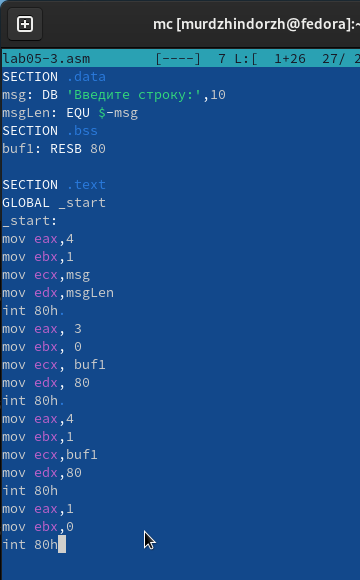 mc [murdzhindorzh@fedora]:~
lab05-3.asm [----] 7 L:[ 1+26 27/ 2
SECTION .data
msg: DB 'Введите строку:',10
msgLen: EQU $-msg
SECTION .bss
buf1: RESB 80
SECTION .text
GLOBAL _start
_start:
mov eax,4
mov ebx,1
mov ecx,msg
mov edx,msgLen
int 80h.
mov eax, 3
mov ebx, 0
mov ecx, buf1
mov edx, 80
int 80h.
mov eax,4
mov ebx,1
mov ecx,buf1
mov edx,80
int 80h
mov eax,1
mov ebx,0
int 80h